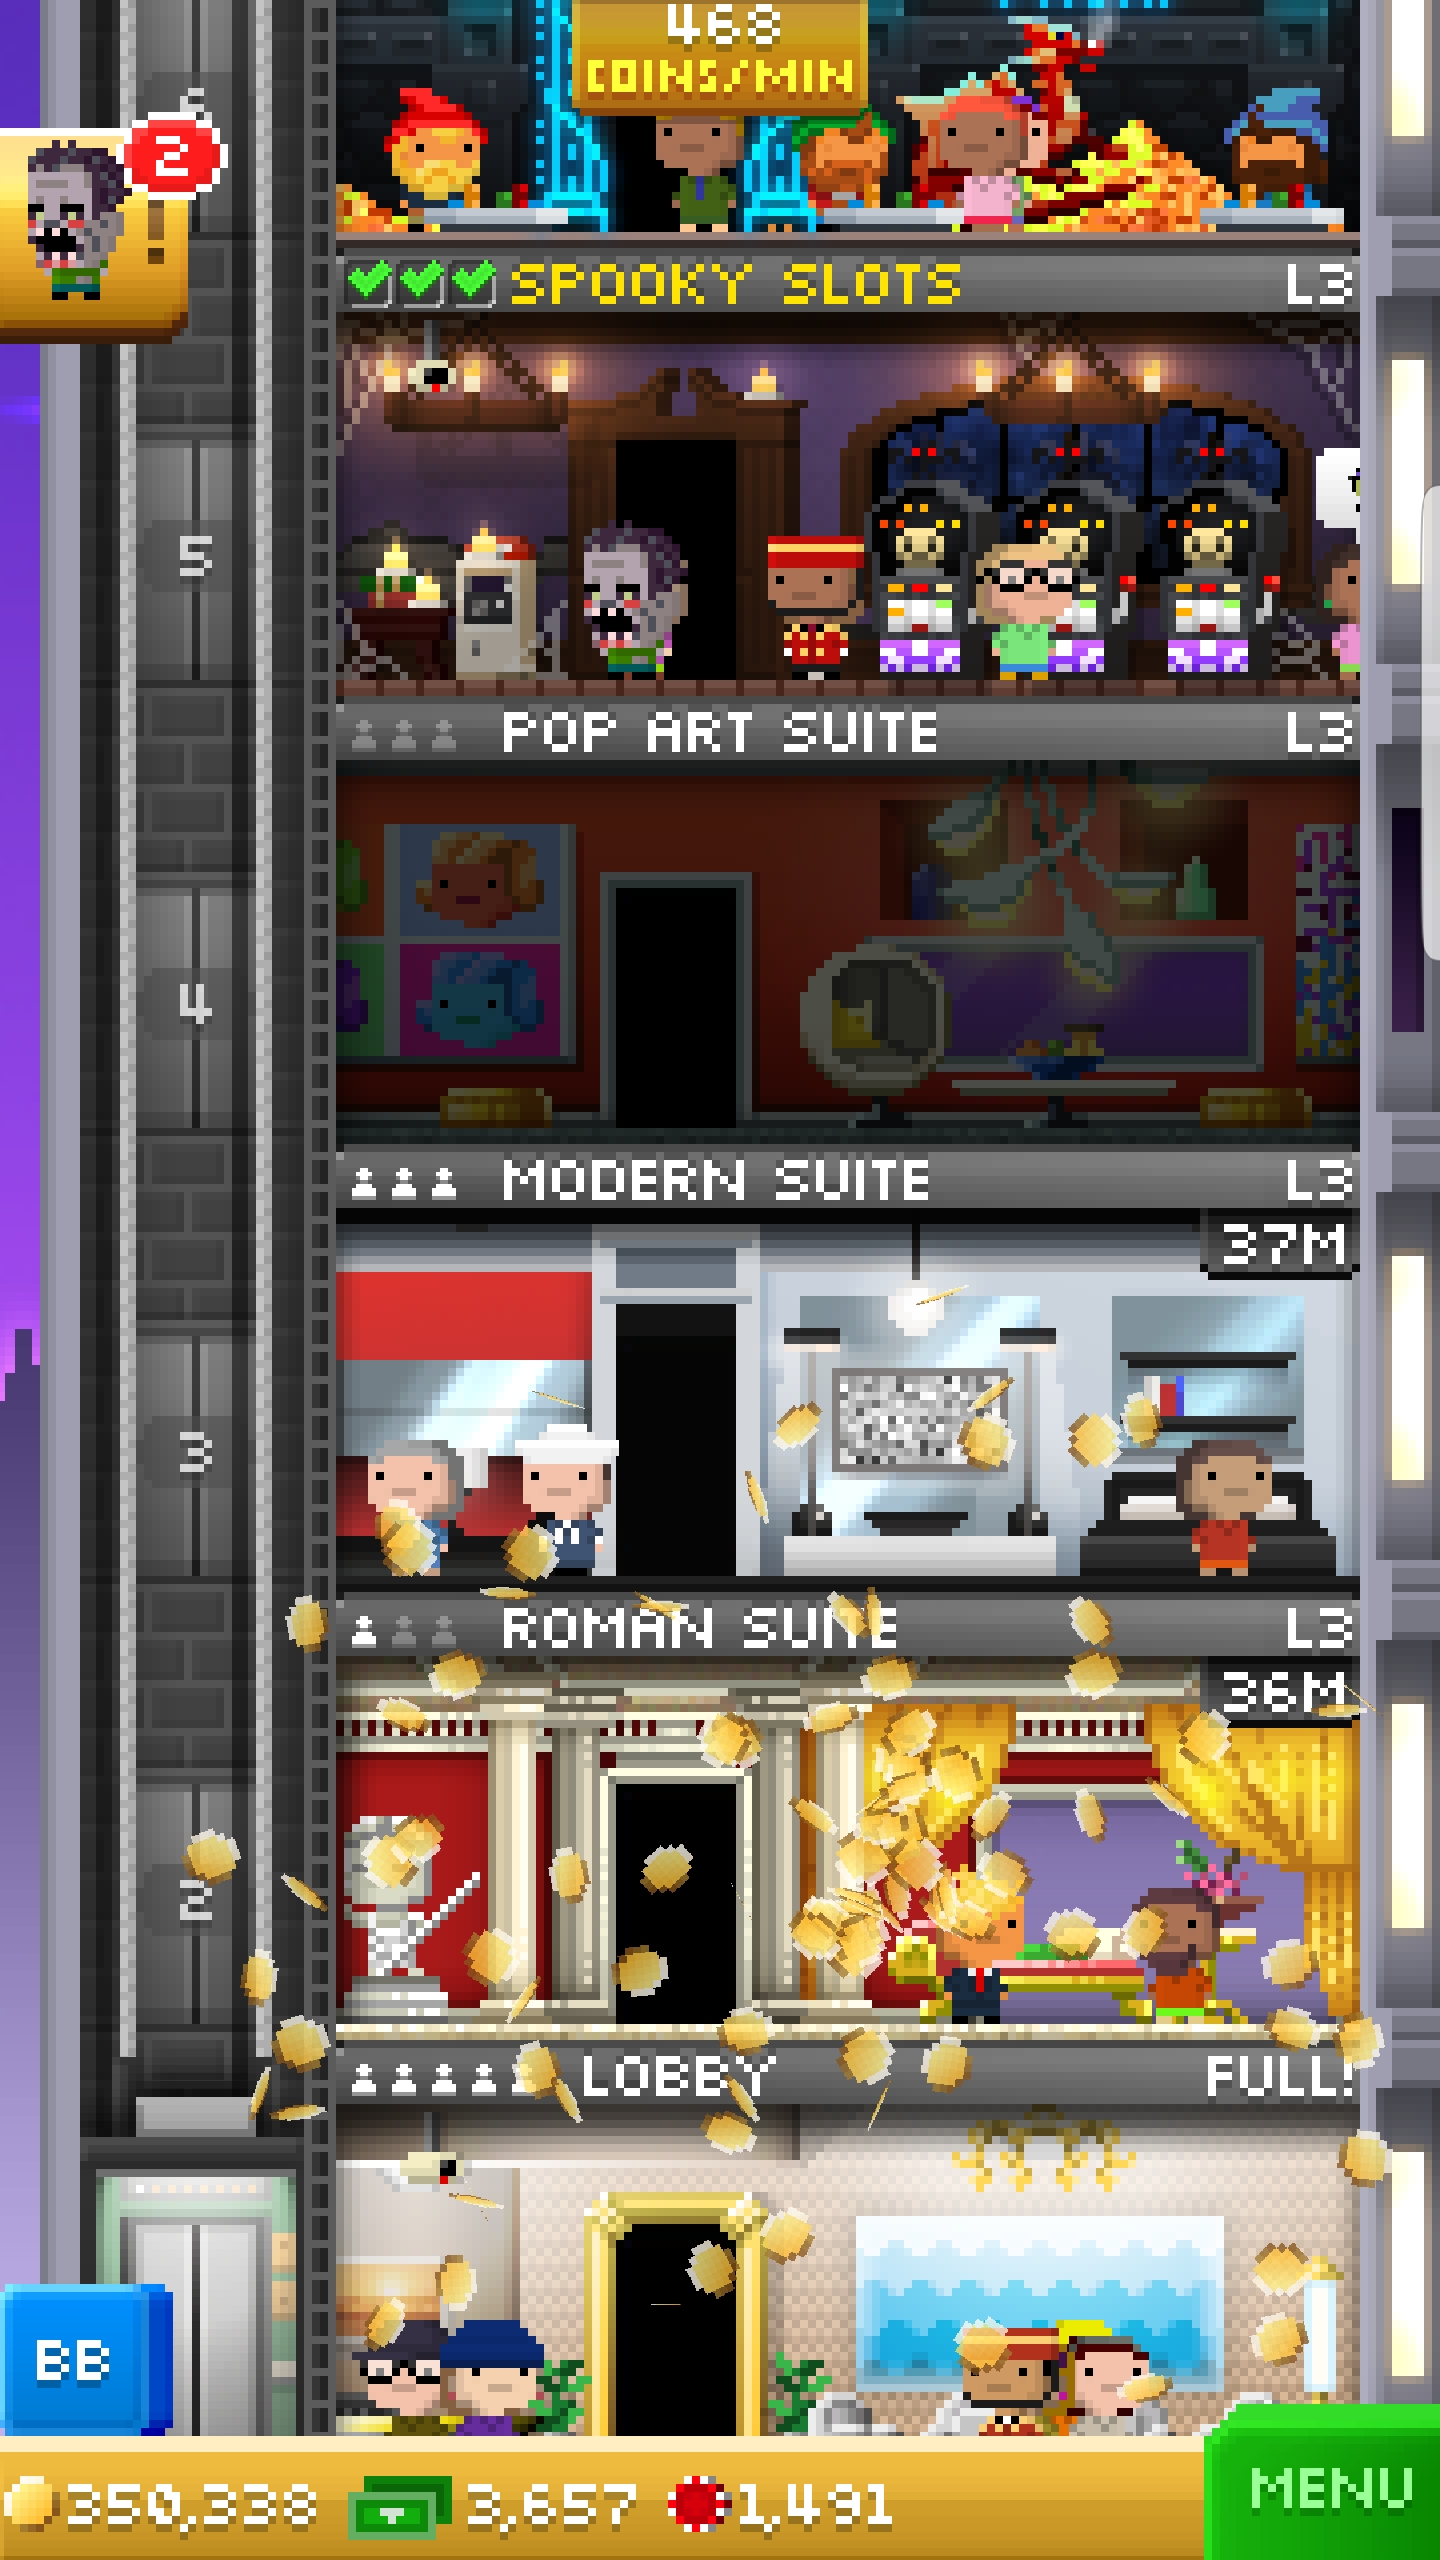 468
COINS/MIN
2
!
SPOOKY SLOTS L3
5
POP ART SUITE L3
4
MODERN SUITE L3
37M
3
ROMAN SUITE L3
36M
2
LOBBY FULL!
BB
350,338 3,657 1,491
MENU